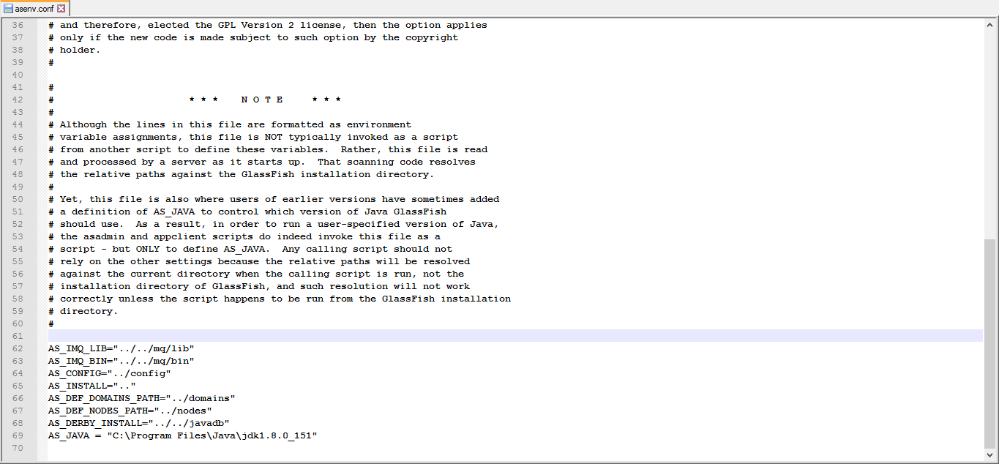 asenv.conf
36 # and therefore, elected the GPL Version 2 license, then the option applies
37 # only if the new code is made subject to such option by the copyright
38 # holder.
39 #
40
41 #
42 # * * * N O T E * * *
43 #
44 # Although the lines in this file are formatted as environment
45 # variable assignments, this file is NOT typically invoked as a script
46 # from another script to define these variables.  Rather, this file is read
47 # and processed by a server as it starts up.  That scanning code resolves
48 # the relative paths against the GlassFish installation directory.
49 #
50 # Yet, this file is also where users of earlier versions have sometimes added
51 # a definition of AS_JAVA to control which version of Java GlassFish
52 # should use.  As a result, in order to run a user-specified version of Java,
53 # the asadmin and appclient scripts do indeed invoke this file as a
54 # script - but ONLY to define AS_JAVA.  Any calling script should not
55 # rely on the other settings because the relative paths will be resolved
56 # against the current directory when the calling script is run, not the
57 # installation directory of GlassFish, and such resolution will not work
58 # correctly unless the script happens to be run from the GlassFish installation
59 # directory.
60 #
61
62 AS_IMQ_LIB="../../mq/lib"
63 AS_IMQ_BIN="../../mq/bin"
64 AS_CONFIG="../config"
65 AS_INSTALL=".."
66 AS_DEF_DOMAINS_PATH="../domains"
67 AS_DEF_NODES_PATH="../nodes"
68 AS_DERBY_INSTALL="../../javadb"
69 AS_JAVA = "C:\Program Files\Java\jdk1.8.0_151"
70